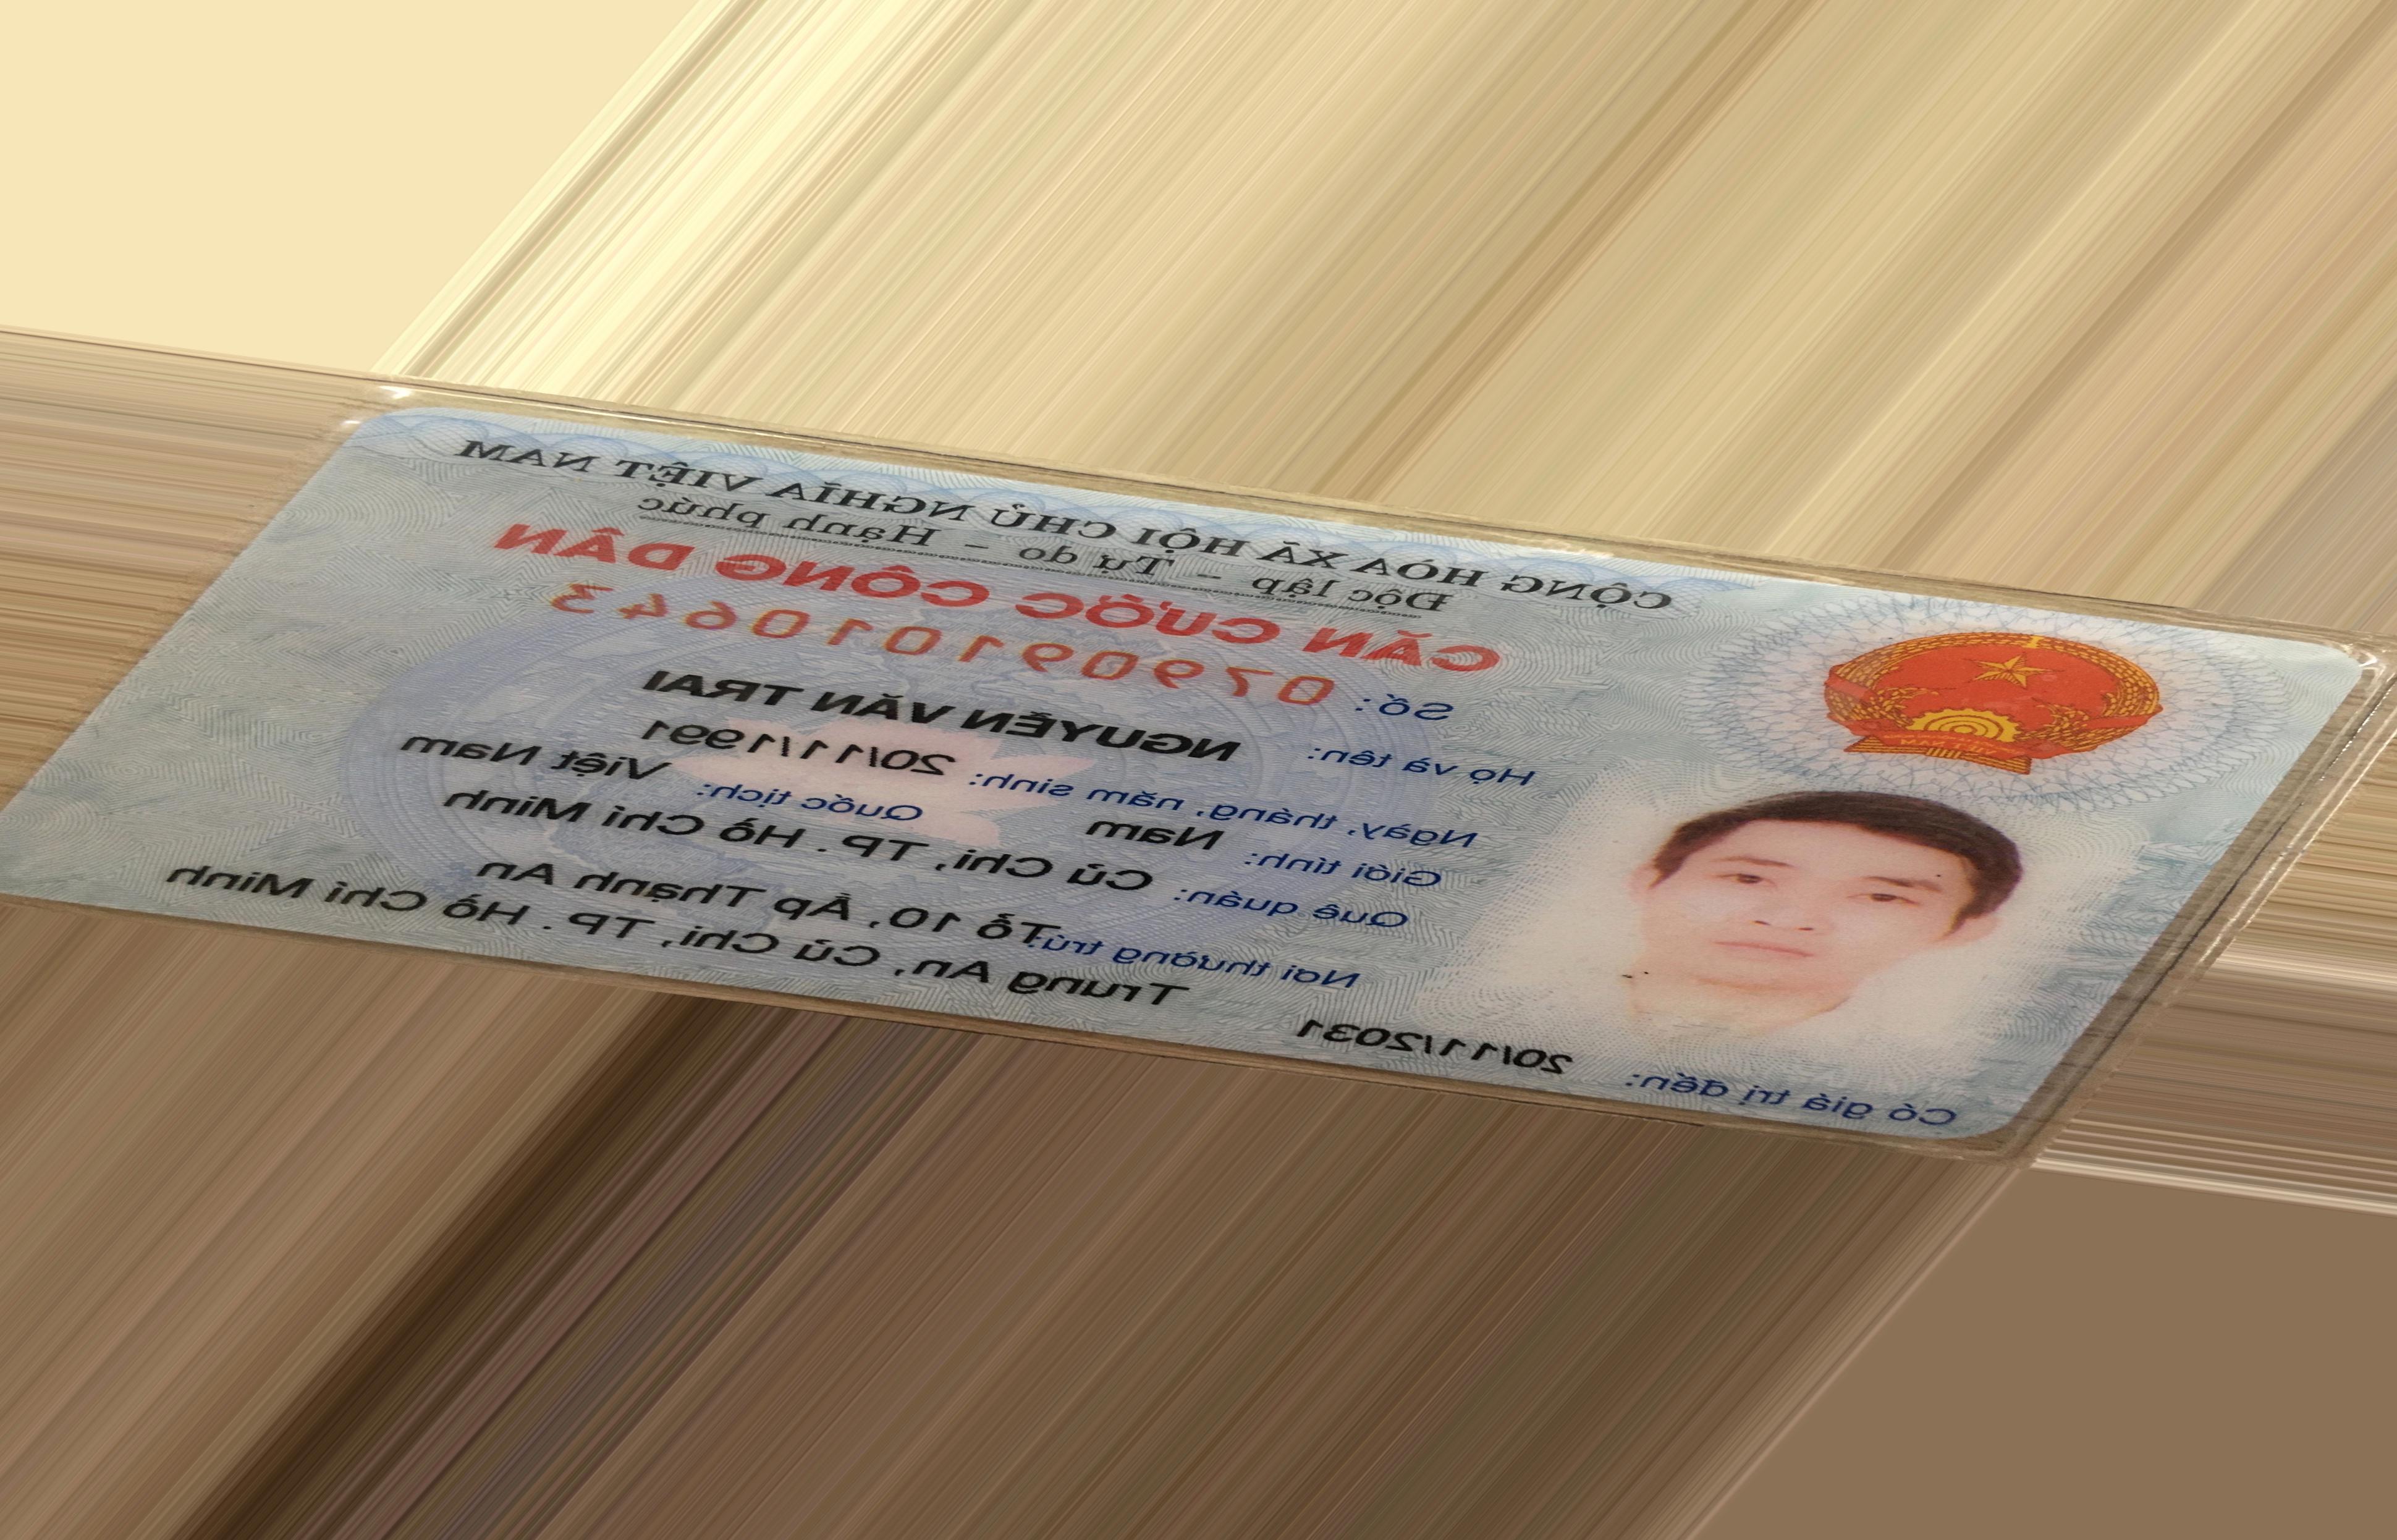 CỘNG HÒA XÃ HỘI CHỦ NGHĨA VIỆT NAM
Độc lập - Tự do - Hạnh phúc
CĂN CƯỚC CÔNG DÂN
Số: 079091010643
Họ và tên: NGUYỄN VĂN TRAI
Ngày, tháng, năm sinh: 20/11/1991
Giới tính: Nam Quốc tịch: Việt Nam
Quê quán: Củ Chi, TP. Hồ Chí Minh
Nơi thường trú: Tổ 10, Ấp Thạnh An
Trung An, Củ Chi, TP. Hồ Chí Minh
Có giá trị đến: 20/11/2031